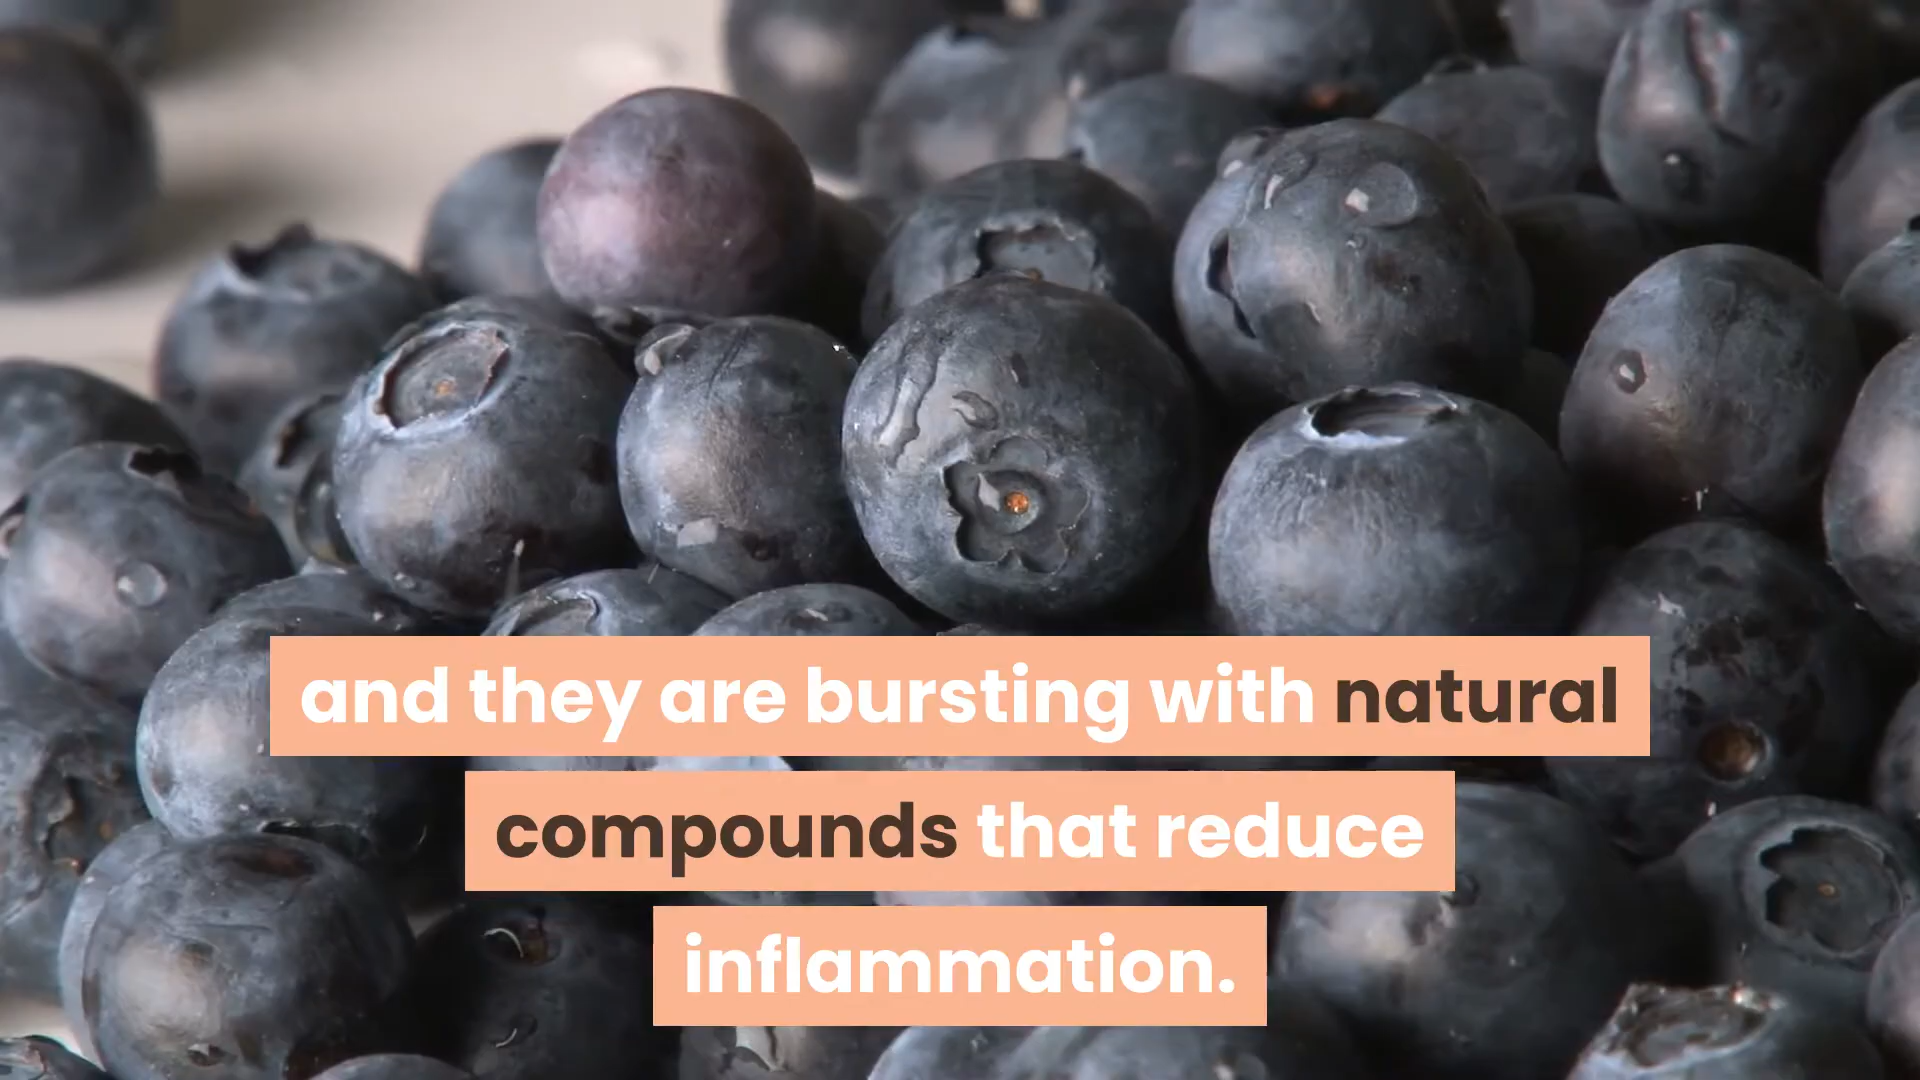 and they are bursting with natural
compounds that reduce
inflammation.